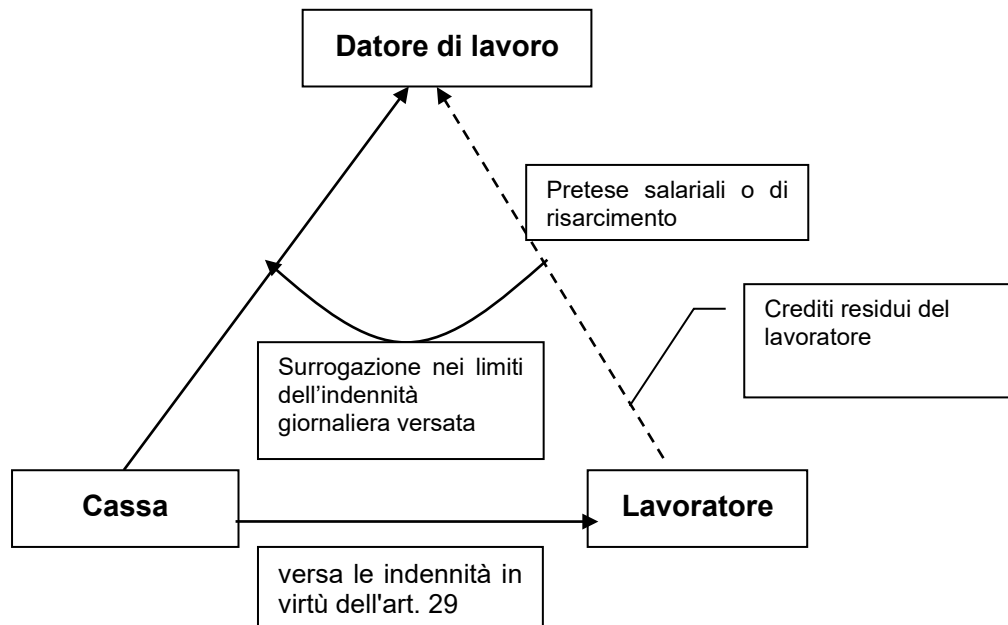 Datore di lavoro
Pretese salariali o di
risarcimento
Crediti residui del
lavoratore
Surrogazione nei limiti
dell’indennità
giornaliera versata
Cassa
Lavoratore
versa le indennità in
virtù dell'art. 29